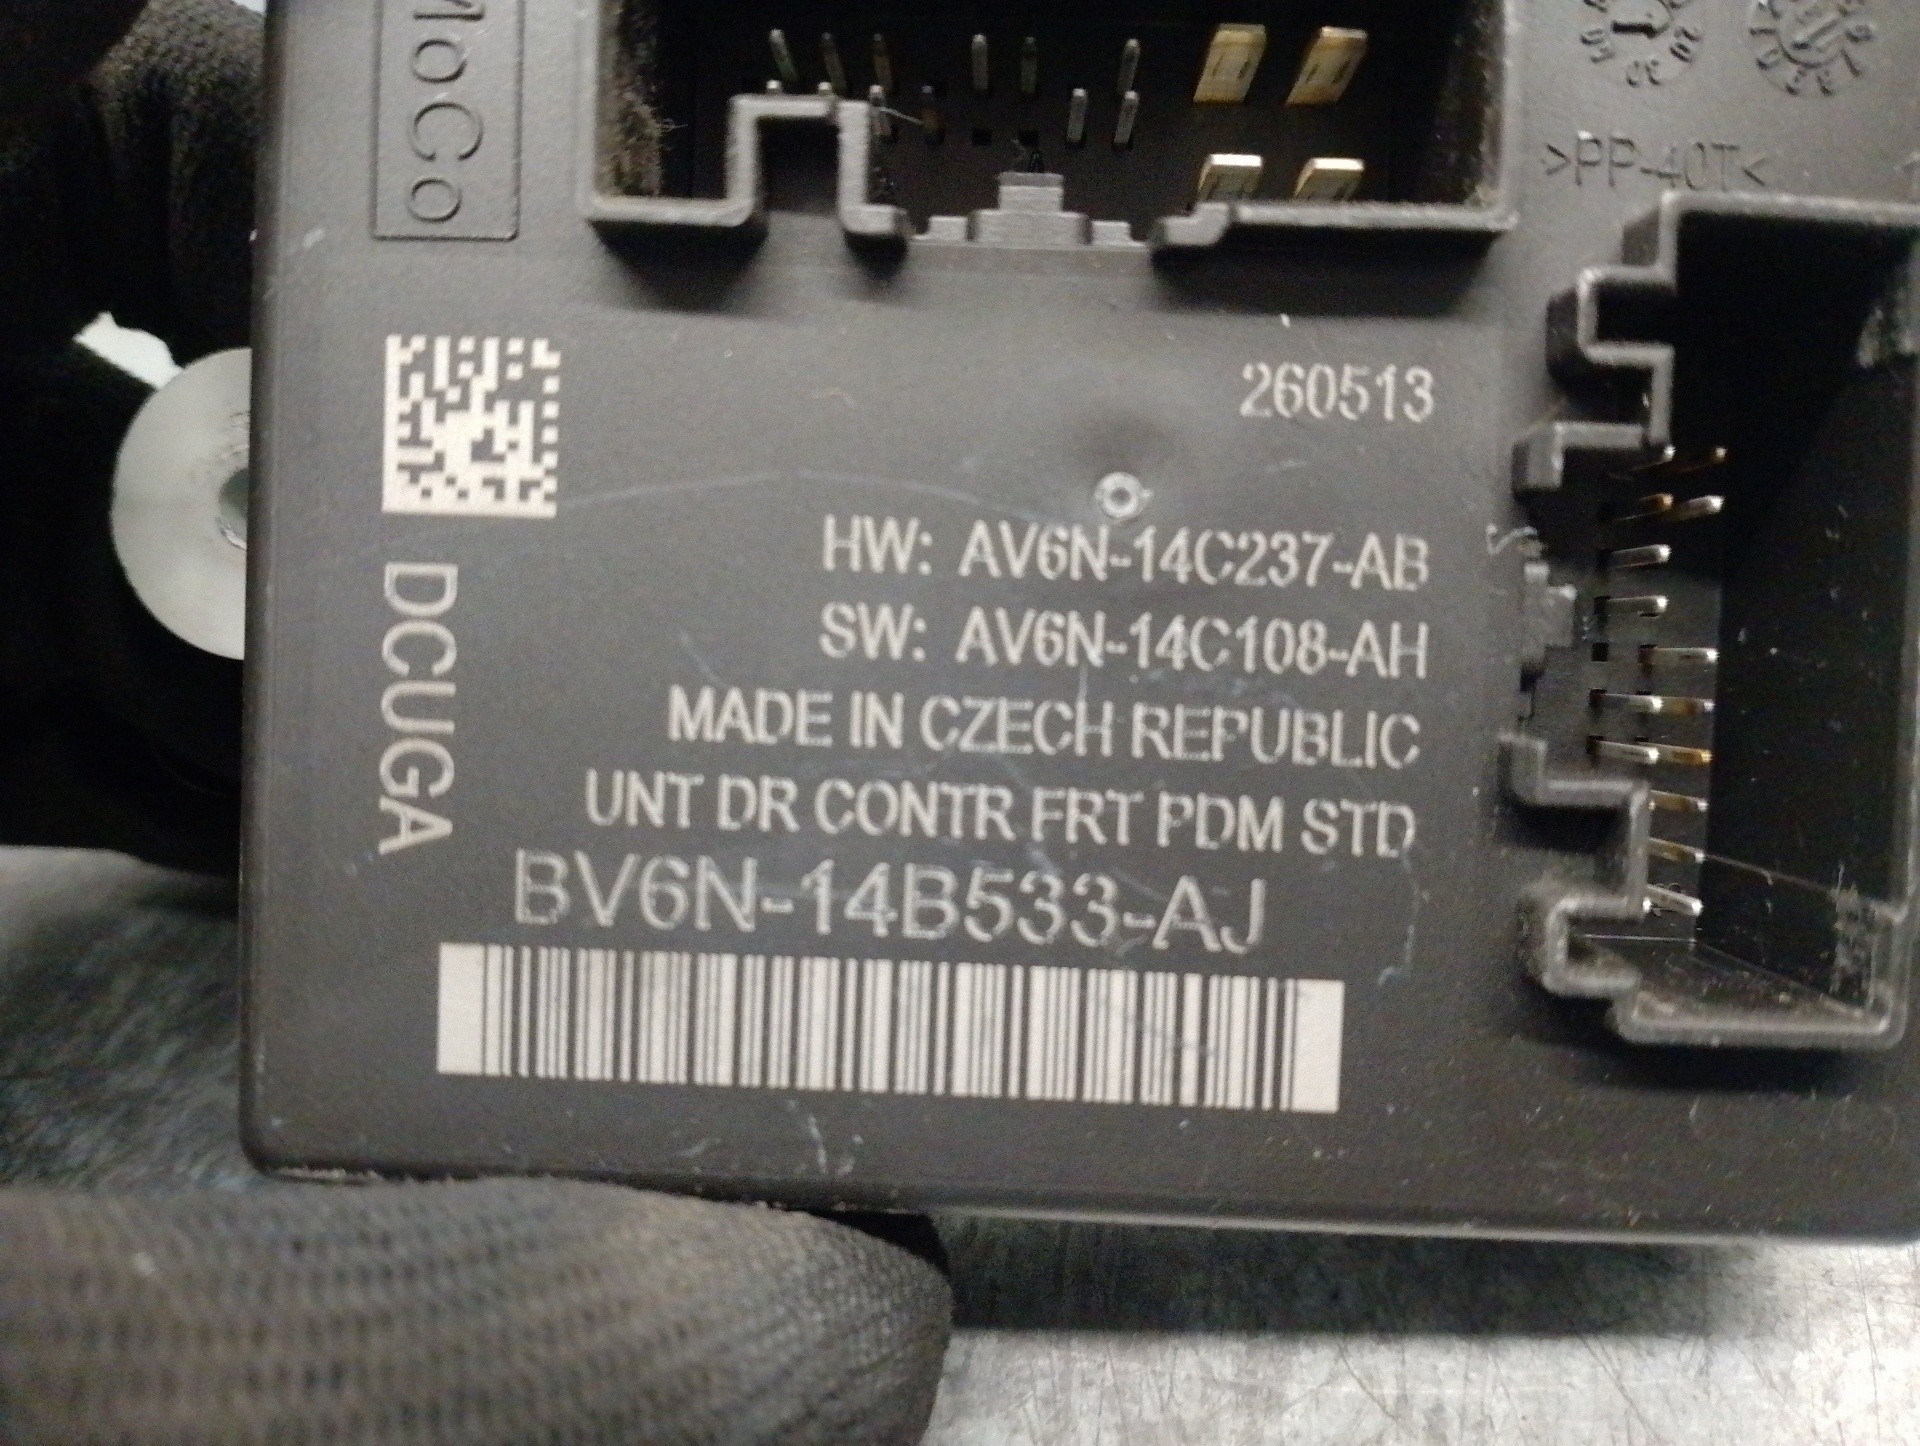 MoCo
>PP-40T<
260513
HW: AV6N-14C237-AB
SW: AV6N-14C108-AH
MADE IN CZECH REPUBLIC
UNT DR CONTR FRT PDM STD
BV6N-14B533-AJ
DCUGA